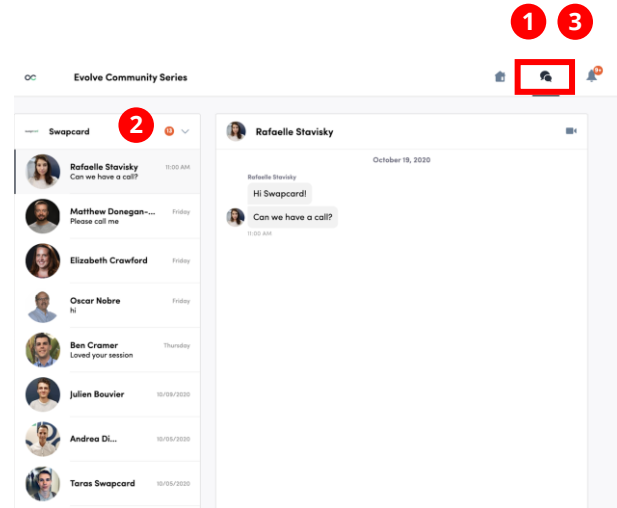 1 3
Evolve Community Series
9+
Swapcard
2
13
Rafaelle Stavisky
11:00 AM
Can we have a call?
Matthew Donegan-...
Friday
Please call me
Elizabeth Crawford
Friday
Oscar Nobre
Friday
hi
Ben Cramer
Thursday
Loved your session
Julien Bouvier
10/09/2020
Andrea Di...
10/05/2020
Taras Swapcard
10/05/2020
Rafaelle Stavisky
October 19, 2020
Rafaelle Stavisky
Hi Swapcard!
Can we have a call?
11:00 AM